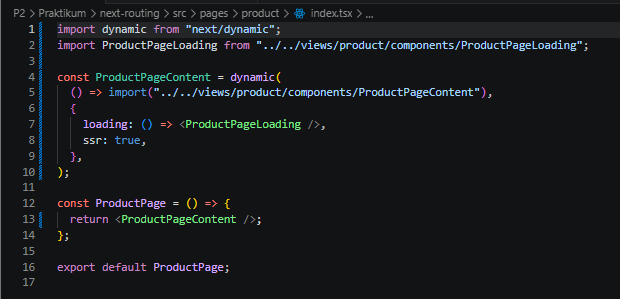 P2 > Praktikum > next-routing > src > pages > product > index.tsx > ...
1 import dynamic from "next/dynamic";
2 import ProductPageLoading from "../../views/product/components/ProductPageLoading";
3
4 const ProductPageContent = dynamic(
5   () => import("../../views/product/components/ProductPageContent"),
6   {
7     loading: () => <ProductPageLoading />,
8     ssr: true,
9   },
10 );
11
12 const ProductPage = () => {
13   return <ProductPageContent />;
14 };
15
16 export default ProductPage;
17